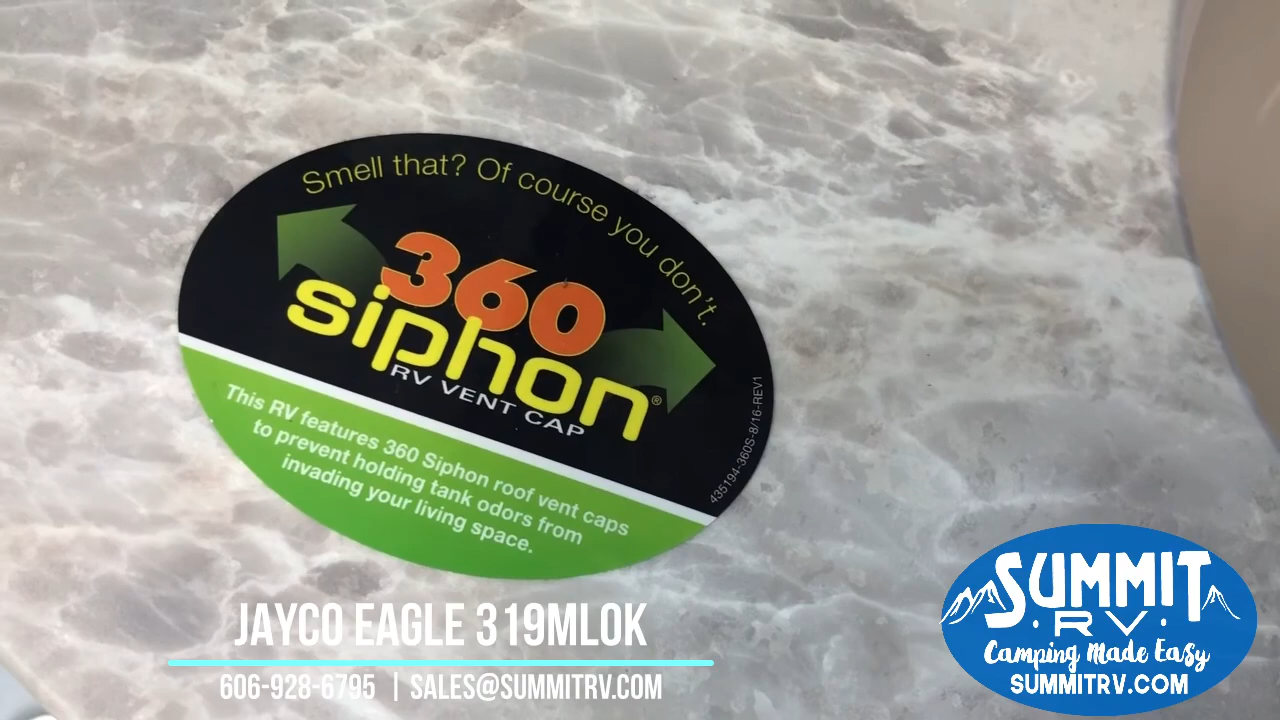 Smell that? Of course you don't.
360
siphon®
RV VENT CAP
This RV features 360 Siphon roof vent caps
to prevent holding tank odors from
invading your living space.
435194-360S-8/16-REV1
JAYCO EAGLE 319MLOK
606-928-6795 | SALES@SUMMITRV.COM
SUMMIT
· RV ·
Camping Made Easy
SUMMITRV.COM